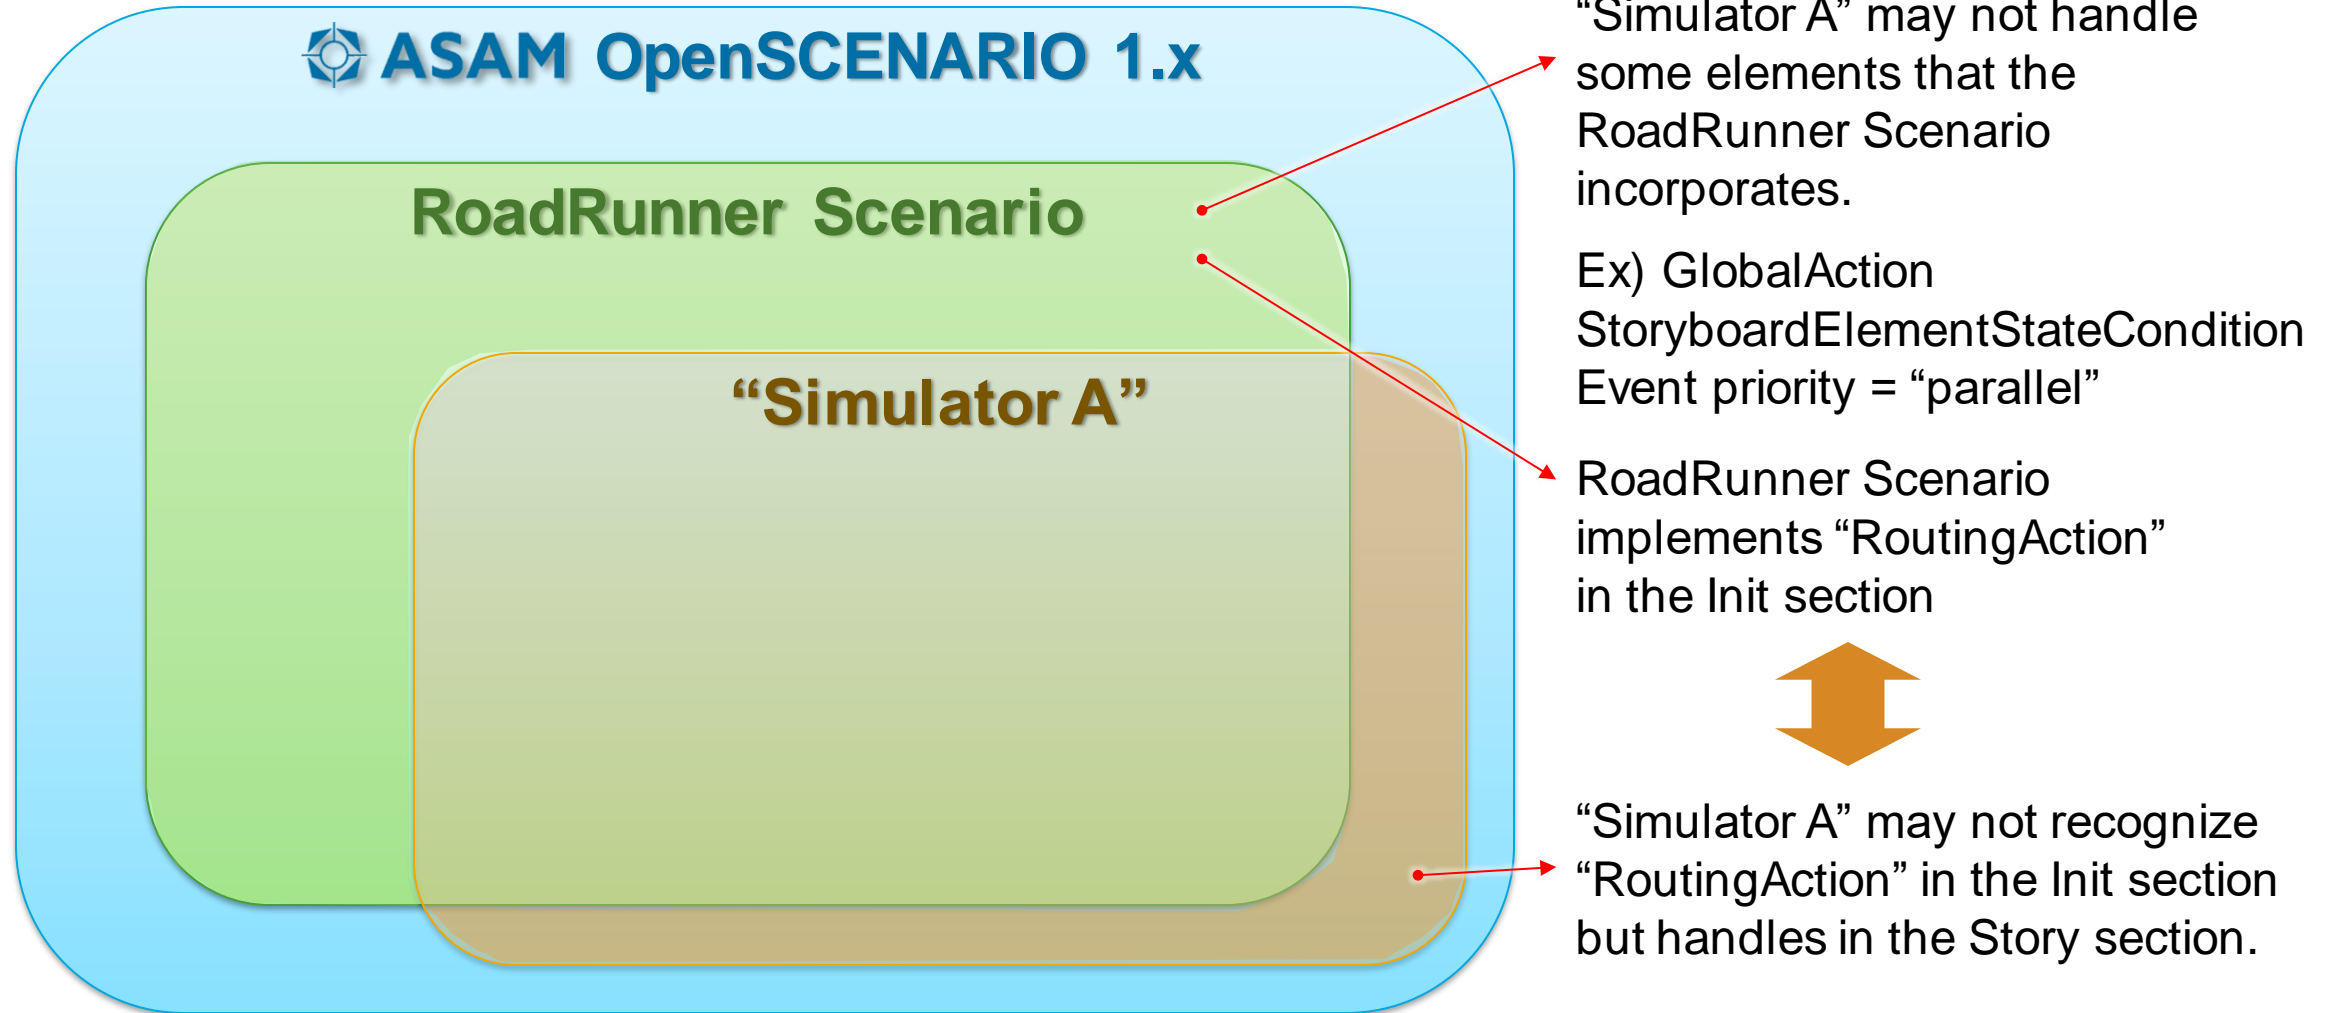 ASAM OpenSCENARIO 1.x
RoadRunner Scenario
“Simulator A”
“Simulator A” may not handle
some elements that the
RoadRunner Scenario
incorporates.
Ex) GlobalAction
StoryboardElementStateCondition
Event priority = “parallel”
RoadRunner Scenario
implements “RoutingAction”
in the Init section
“Simulator A” may not recognize
“RoutingAction” in the Init section
but handles in the Story section.